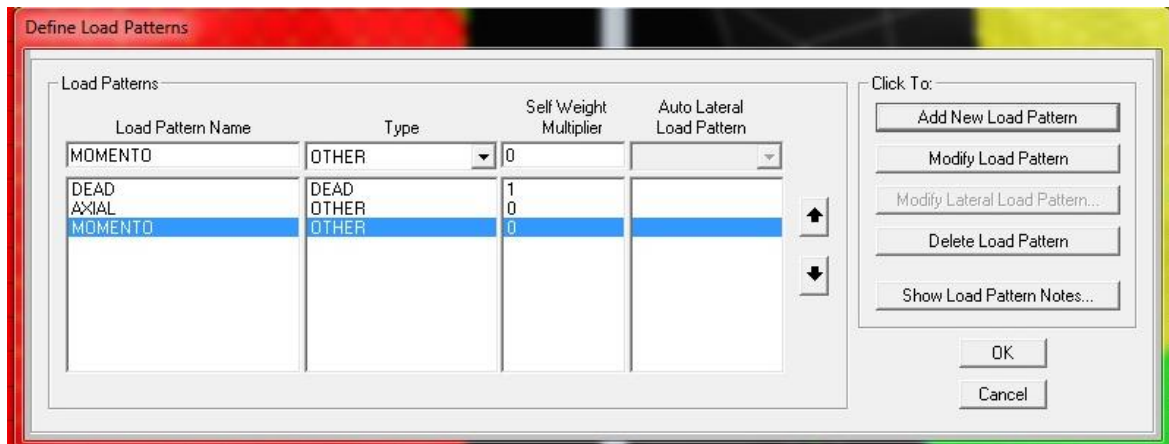 Define Load Patterns
Load Patterns
Load Pattern Name Type Self Weight Multiplier Auto Lateral Load Pattern
MOMENTO OTHER 0
DEAD DEAD 1
AXIAL OTHER 0
MOMENTO OTHER 0
Click To:
Add New Load Pattern
Modify Load Pattern
Modify Lateral Load Pattern...
Delete Load Pattern
Show Load Pattern Notes...
OK
Cancel